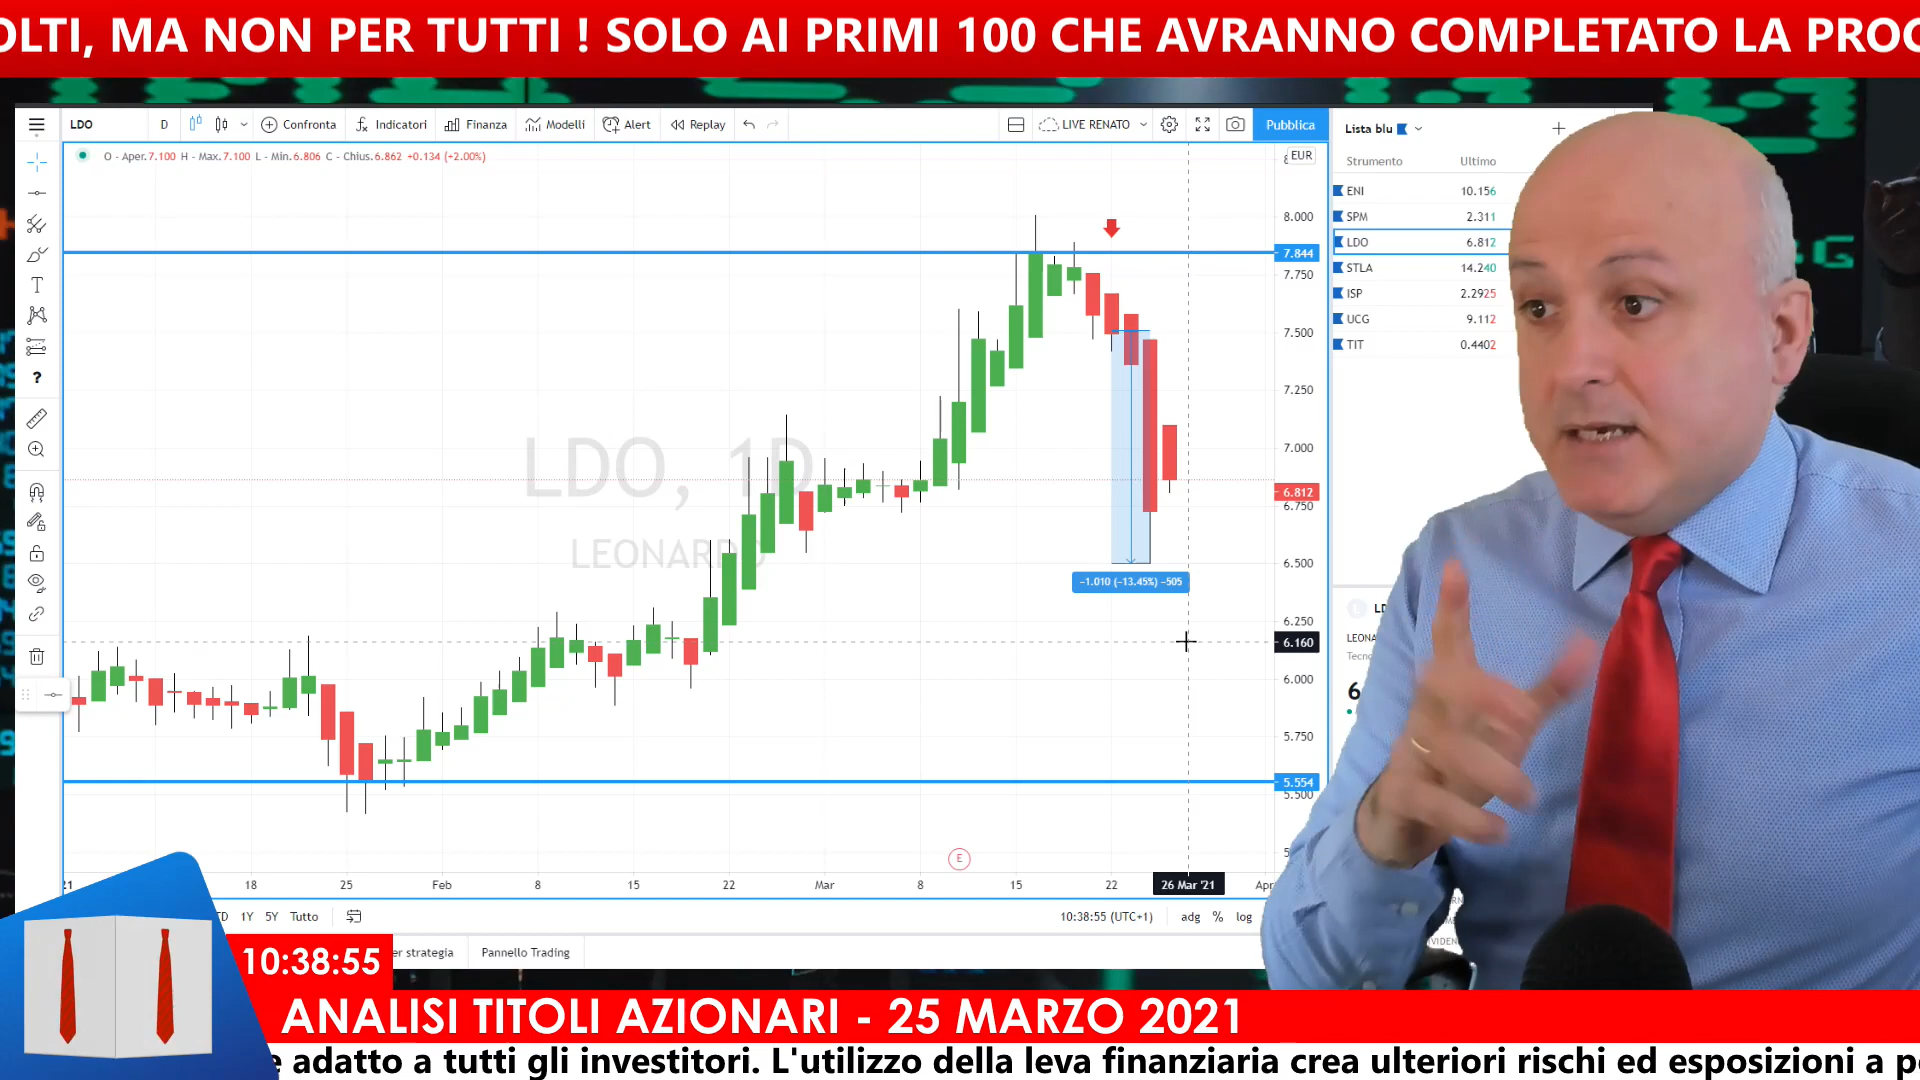 OLTI, MA NON PER TUTTI ! SOLO AI PRIMI 100 CHE AVRANNO COMPLETATO LA PROC
LDO D Confronta Indicatori Finanza Modelli Alert Replay LIVE RENATO Pubblica
O - Aper.7.100 H - Max.7.100 L - Min.6.806 C - Chius.6.862 +0.134 (+2.00%)
EUR
8.000
7.844
7.750
7.500
7.250
7.000
6.812
6.750
6.500
6.250
6.160
6.000
5.750
5.554
5.500
LDO, 1D
LEONARDO
−1.010 (−13.45%) −505
E
21 18 25 Feb 8 15 22 Mar 8 15 22 26 Mar '21 Apr
1Y 5Y Tutto 10:38:55 (UTC+1) adg % log
er strategia Pannello Trading
Lista blu
Strumento Ultimo
ENI 10.156
SPM 2.311
LDO 6.812
STLA 14.240
ISP 2.2925
UCG 9.112
TIT 0.4402
LEONA
Tecno
6
10:38:55
ANALISI TITOLI AZIONARI - 25 MARZO 2021
e adatto a tutti gli investitori. L'utilizzo della leva finanziaria crea ulteriori rischi ed esposizioni a p